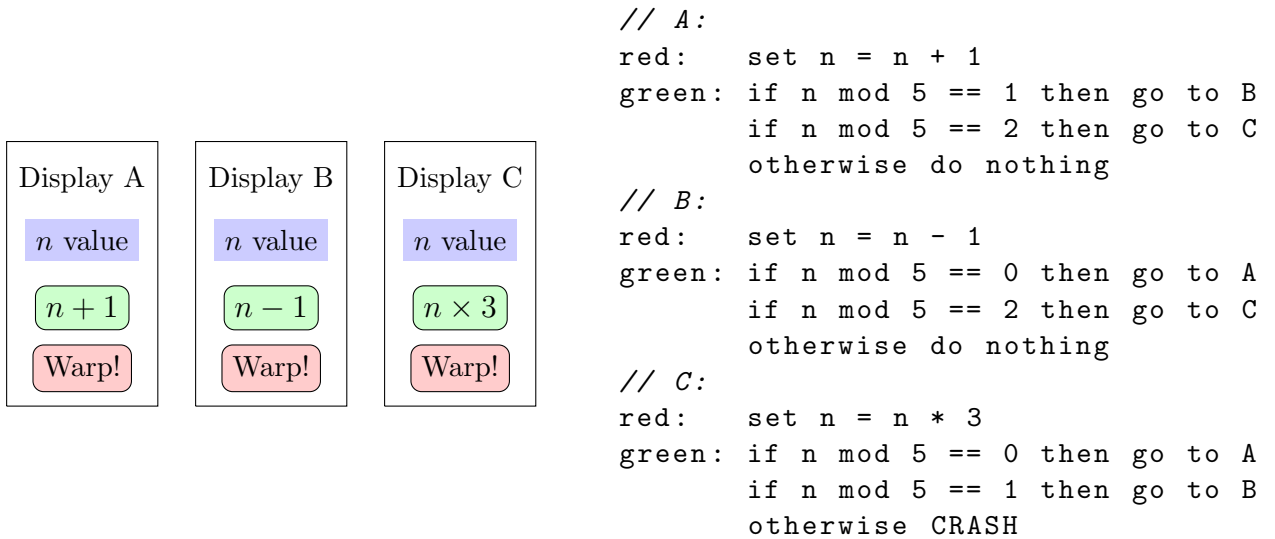 Display A
n value
n + 1
Warp!
Display B
n value
n − 1
Warp!
Display C
n value
n × 3
Warp!
// A:
red: set n = n + 1
green: if n mod 5 == 1 then go to B
if n mod 5 == 2 then go to C
otherwise do nothing
// B:
red: set n = n - 1
green: if n mod 5 == 0 then go to A
if n mod 5 == 2 then go to C
otherwise do nothing
// C:
red: set n = n * 3
green: if n mod 5 == 0 then go to A
if n mod 5 == 1 then go to B
otherwise CRASH